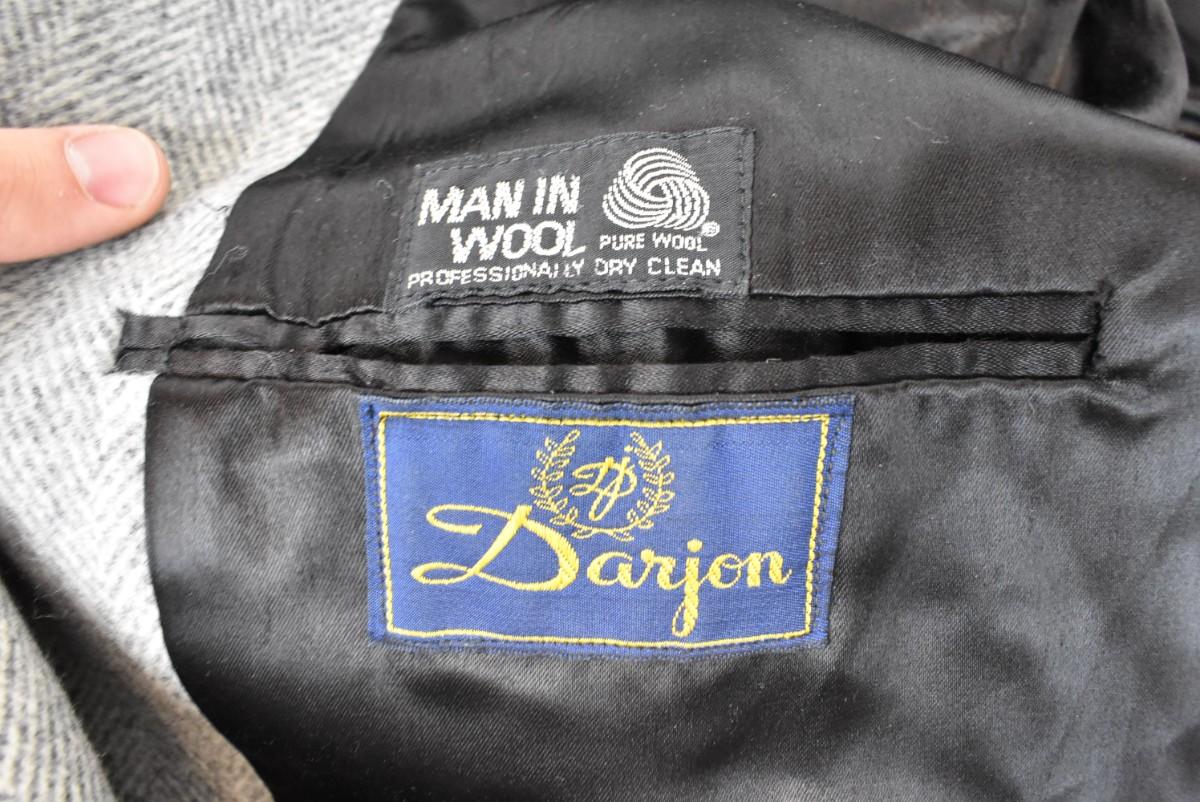 MAN IN
WOOL
PURE WOOL
PROFESSIONALLY DRY CLEAN
DJ
Darjon